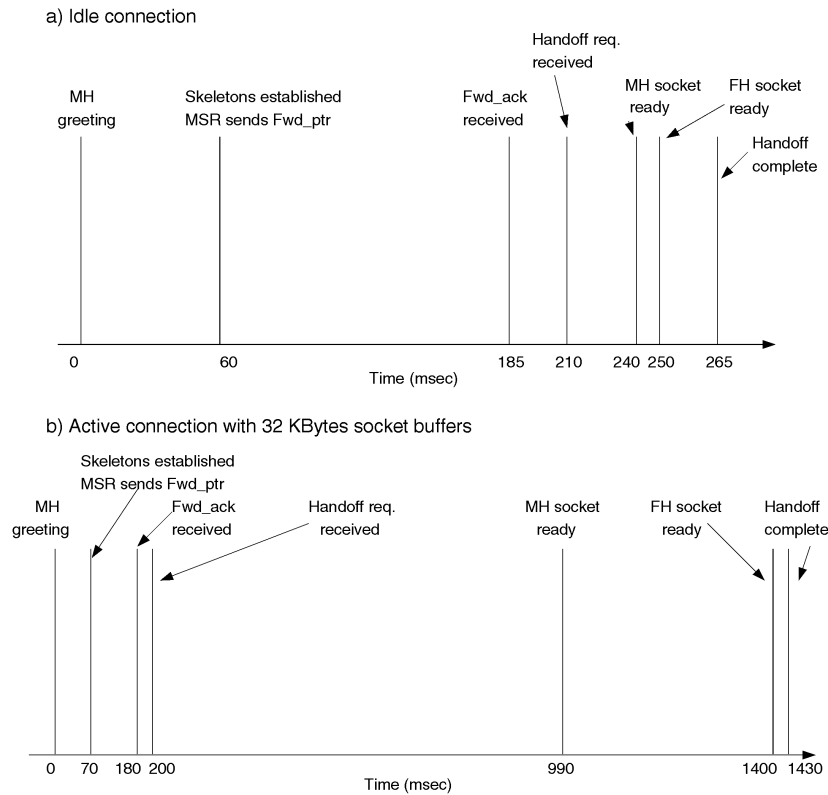 a) Idle connection
Handoff req.
received
MH
greeting
Skeletons established
MSR sends Fwd_ptr
Fwd_ack
received
MH socket
ready
FH socket
ready
Handoff
complete
0 60 185 210 240 250 265
Time (msec)
b) Active connection with 32 KBytes socket buffers
Skeletons established
MSR sends Fwd_ptr
MH
greeting
Fwd_ack
received
Handoff req.
received
MH socket
ready
FH socket
ready
Handoff
complete
0 70 180 200 990 1400 1430
Time (msec)